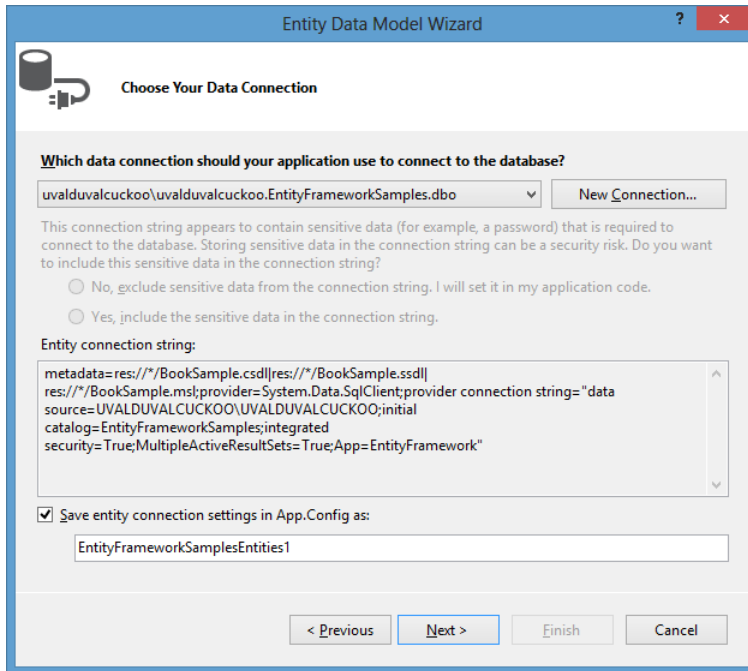 Entity Data Model Wizard
?
Choose Your Data Connection
Which data connection should your application use to connect to the database?
uvalduvalcuckoo\uvalduvalcuckoo.EntityFrameworkSamples.dbo
New Connection...
This connection string appears to contain sensitive data (for example, a password) that is required to
connect to the database. Storing sensitive data in the connection string can be a security risk. Do you want
to include this sensitive data in the connection string?
No, exclude sensitive data from the connection string. I will set it in my application code.
Yes, include the sensitive data in the connection string.
Entity connection string:
metadata=res://*/BookSample.csdl|res://*/BookSample.ssdl|
res://*/BookSample.msl;provider=System.Data.SqlClient;provider connection string="data
source=UVALDUVALCUCKOO\UVALDUVALCUCKOO;initial
catalog=EntityFrameworkSamples;integrated
security=True;MultipleActiveResultSets=True;App=EntityFramework"
Save entity connection settings in App.Config as:
EntityFrameworkSamplesEntities1
< Previous
Next >
Finish
Cancel